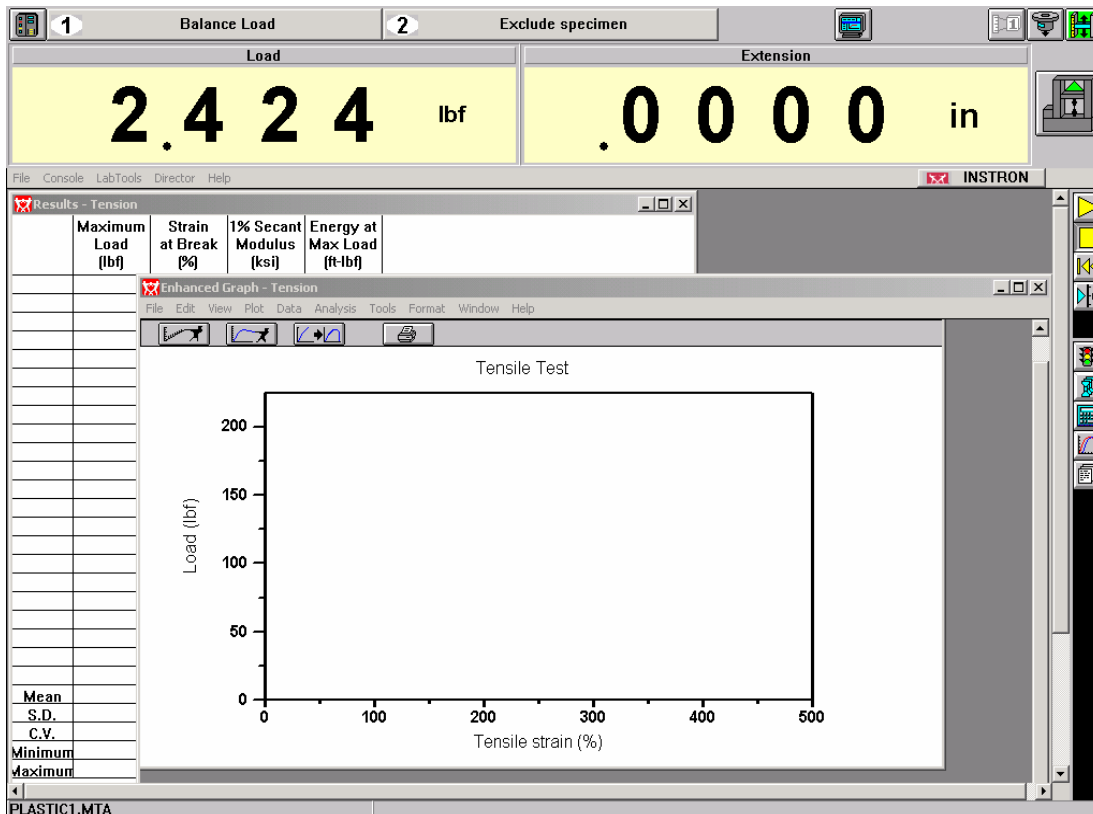 1 Balance Load 2 Exclude specimen
Load Extension
2.424 lbf .0000 in
File Console LabTools Director Help INSTRON
Results - Tension
Maximum Load (lbf) Strain at Break (%) 1% Secant Modulus (ksi) Energy at Max Load (ft-lbf)
Enhanced Graph - Tension
File Edit View Plot Data Analysis Tools Format Window Help
Tensile Test
200
150
100
50
0
Load (lbf)
0 100 200 300 400 500
Tensile strain (%)
Mean
S.D.
C.V.
Minimum
Maximum
PLASTIC1.MTA